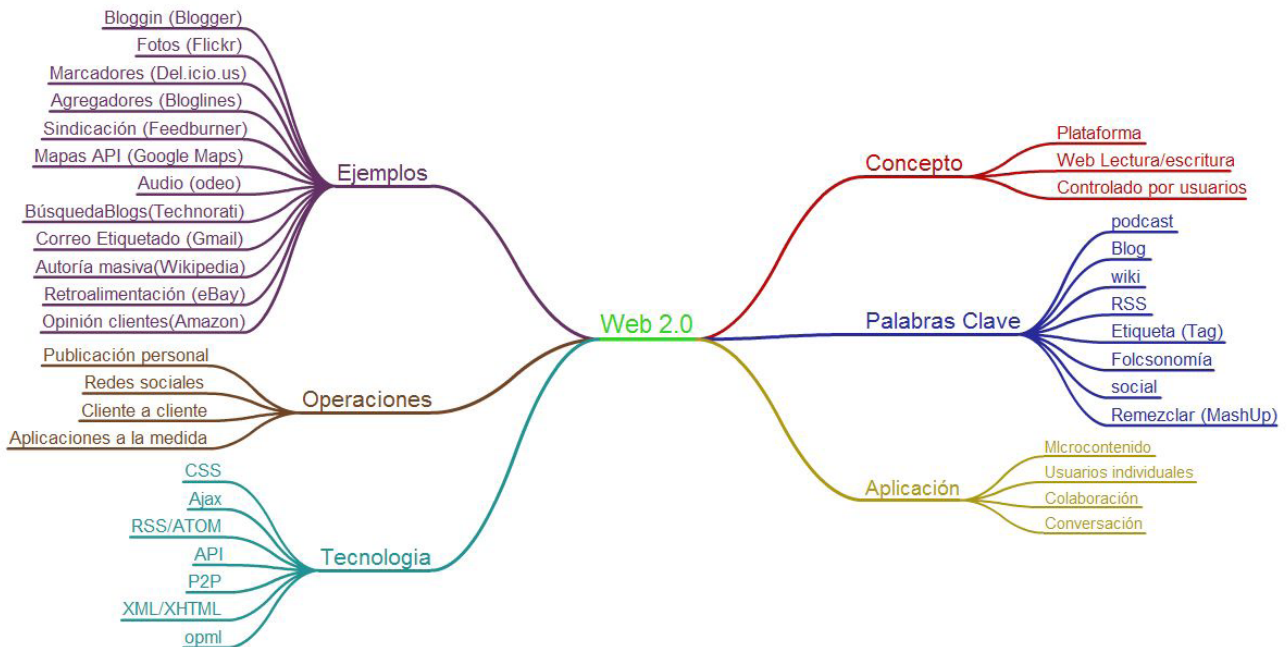 Bloggin (Blogger)
Fotos (Flickr)
Marcadores (Del.icio.us)
Agregadores (Bloglines)
Sindicación (Feedburner)
Mapas API (Google Maps)
Audio (odeo)
BúsquedaBlogs(Technorati)
Correo Etiquetado (Gmail)
Autoría masiva(Wikipedia)
Retroalimentación (eBay)
Opinión clientes(Amazon)
Ejemplos
Publicación personal
Redes sociales
Cliente a cliente
Aplicaciones a la medida
Operaciones
CSS
Ajax
RSS/ATOM
API
P2P
XML/XHTML
opml
Tecnologia
Web 2.0
Concepto
Plataforma
Web Lectura/escritura
Controlado por usuarios
Palabras Clave
podcast
Blog
wiki
RSS
Etiqueta (Tag)
Folcsonomía
social
Remezclar (MashUp)
Aplicación
MIcrocontenido
Usuarios individuales
Colaboración
Conversación